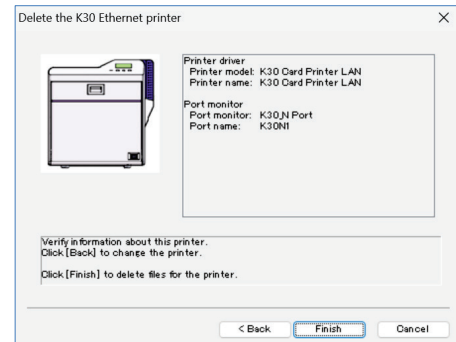 Delete the K30 Ethernet printer
Printer driver
Printer model: K30 Card Printer LAN
Printer name: K30 Card Printer LAN
Port monitor
Port monitor: K30_N Port
Port name: K30N1
Verify information about this printer.
Click [Back] to change the printer.
Click [Finish] to delete files for the printer.
< Back Finish Cancel